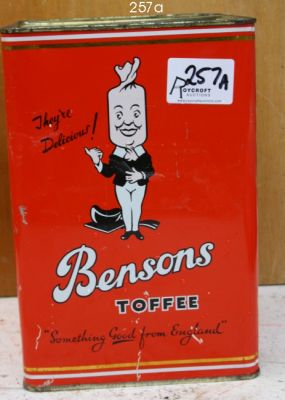 257a
257A
ROYCROFT
AUCTIONS
They're
Delicious!
Bensons
TOFFEE
"Something Good from England"